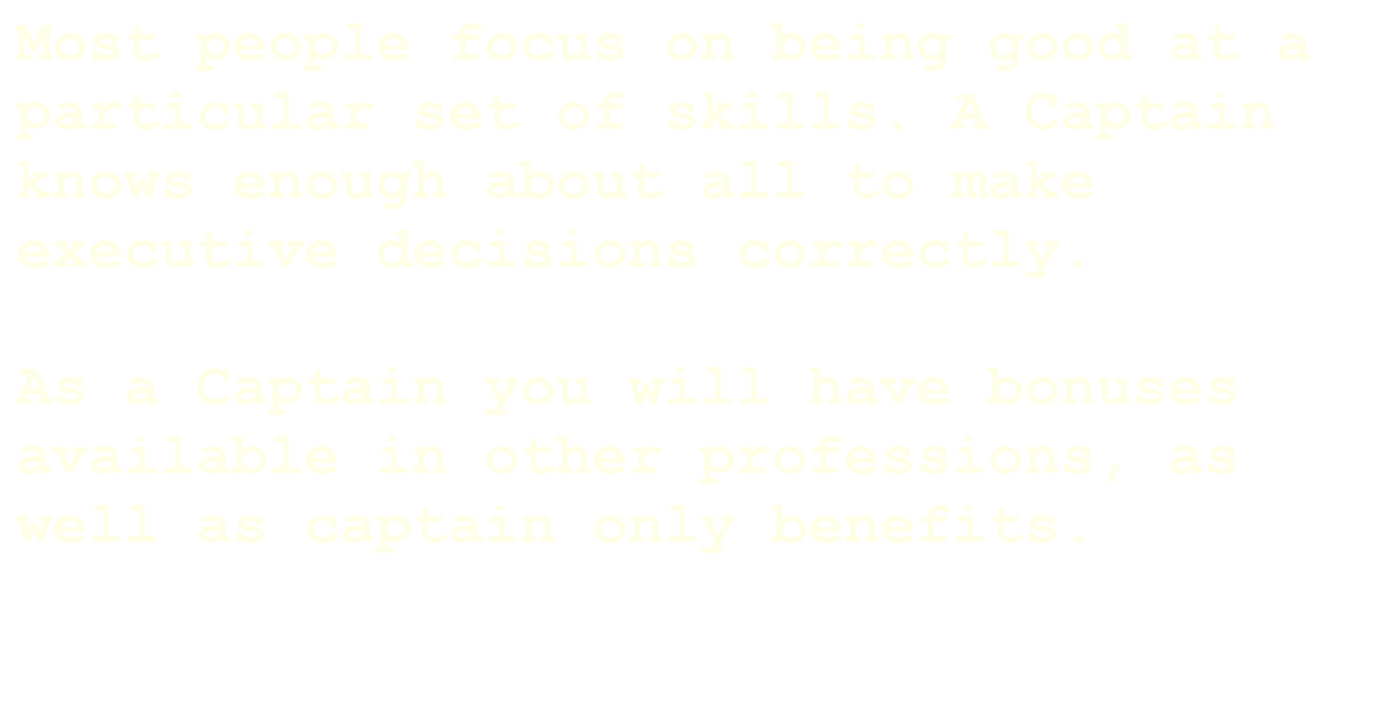 Most people focus on being good at a
particular set of skills. A Captain
knows enough about all to make
executive decisions correctly.
As a Captain you will have bonuses
available in other professions, as
well as captain only benefits.